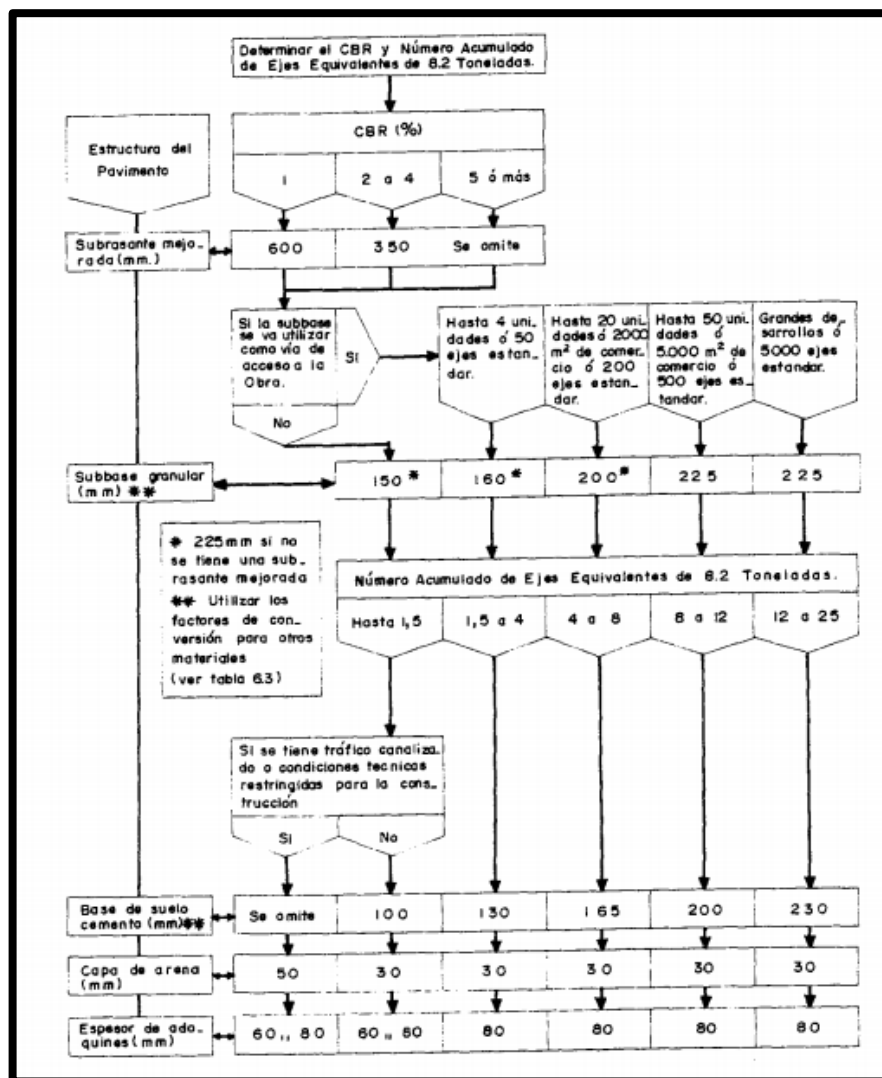 Determinar el CBR y Número Acumulado
de Ejes Equivalentes de 8.2 Toneladas.
CBR (%)
Estructura del
Pavimento
1
2 a 4
5 ó más
Subrasante mejo_
rada (mm.)
600
350
Se omite
Si la subbase
se va utilizar
como vía de
acceso a la
Obra.
Si
No
Hasta 4 uni_
dades ó 50
ejes estan_
dar.
Hasta 20 uni_
dades ó 2000
m² de comer_
cio ó 200
ejes estan_
dar.
Hasta 50 uni_
dades ó
5.000 m² de
comercio ó
500 ejes es_
tandar.
Grandes de_
sarrollos ó
5000 ejes
estandar.
Subbase granular
(mm) **
150 *
160 *
200 *
225
225
* 225mm si no
se tiene una sub_
rasante mejorada
** Utilizar los
factores de con_
versión para otros
materiales
(ver tabla 6.3)
Número Acumulado de Ejes Equivalentes de 8.2 Toneladas.
Hasta 1,5
1,5 a 4
4 a 8
8 a 12
12 a 25
Si se tiene tráfico canaliza_
do o condiciones tecnicas
restringidas para la cons_
trucción
Si
No
Base de suelo
cemento (mm)**
Se omite
100
130
165
200
230
Capa de arena
(mm)
50
30
30
30
30
30
Espesor de ado_
quines (mm)
60 ,, 80
60 ,, 80
80
80
80
80